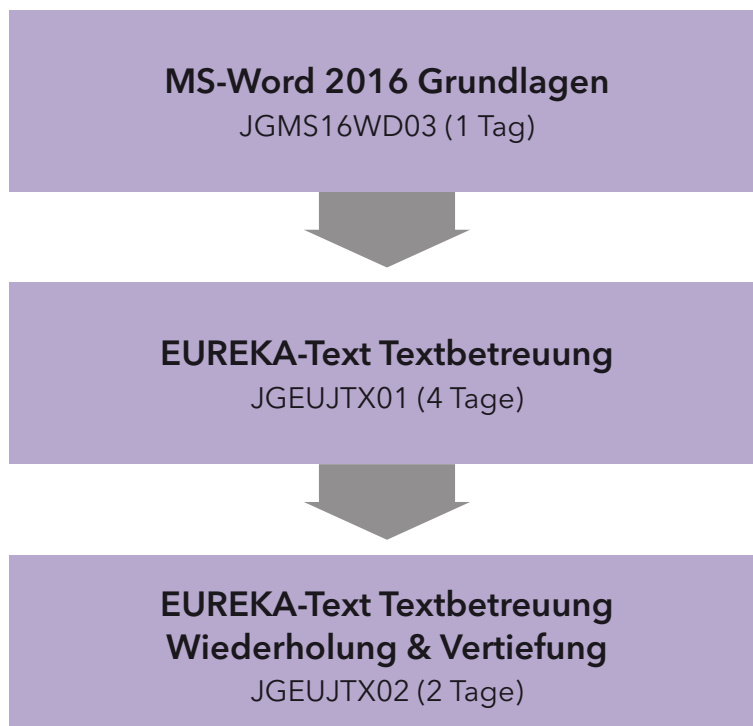 MS-Word 2016 Grundlagen
JGMS16WD03 (1 Tag)
EUREKA-Text Textbetreuung
JGEUJTX01 (4 Tage)
EUREKA-Text Textbetreuung
Wiederholung & Vertiefung
JGEUJTX02 (2 Tage)